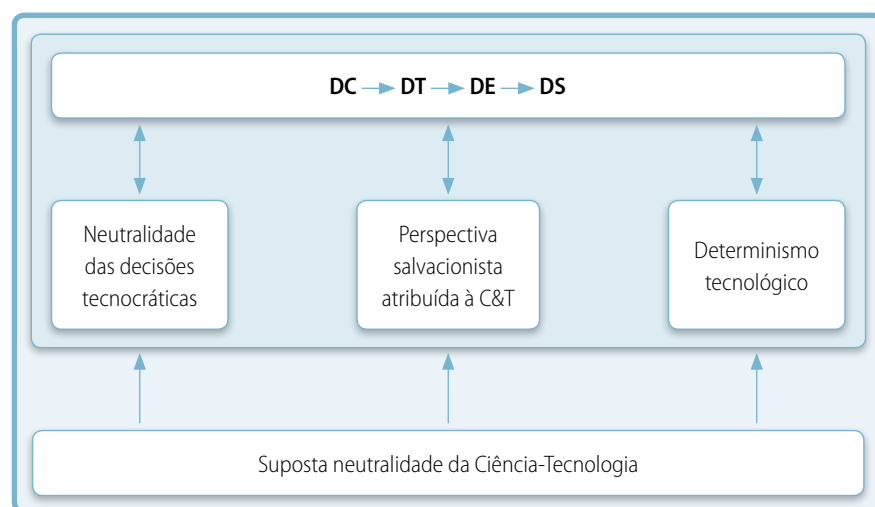 DC → DT → DE → DS
Neutralidade
das decisões
tecnocráticas
Perspectiva
salvacionista
atribuída à C&T
Determinismo
tecnológico
Suposta neutralidade da Ciência-Tecnologia